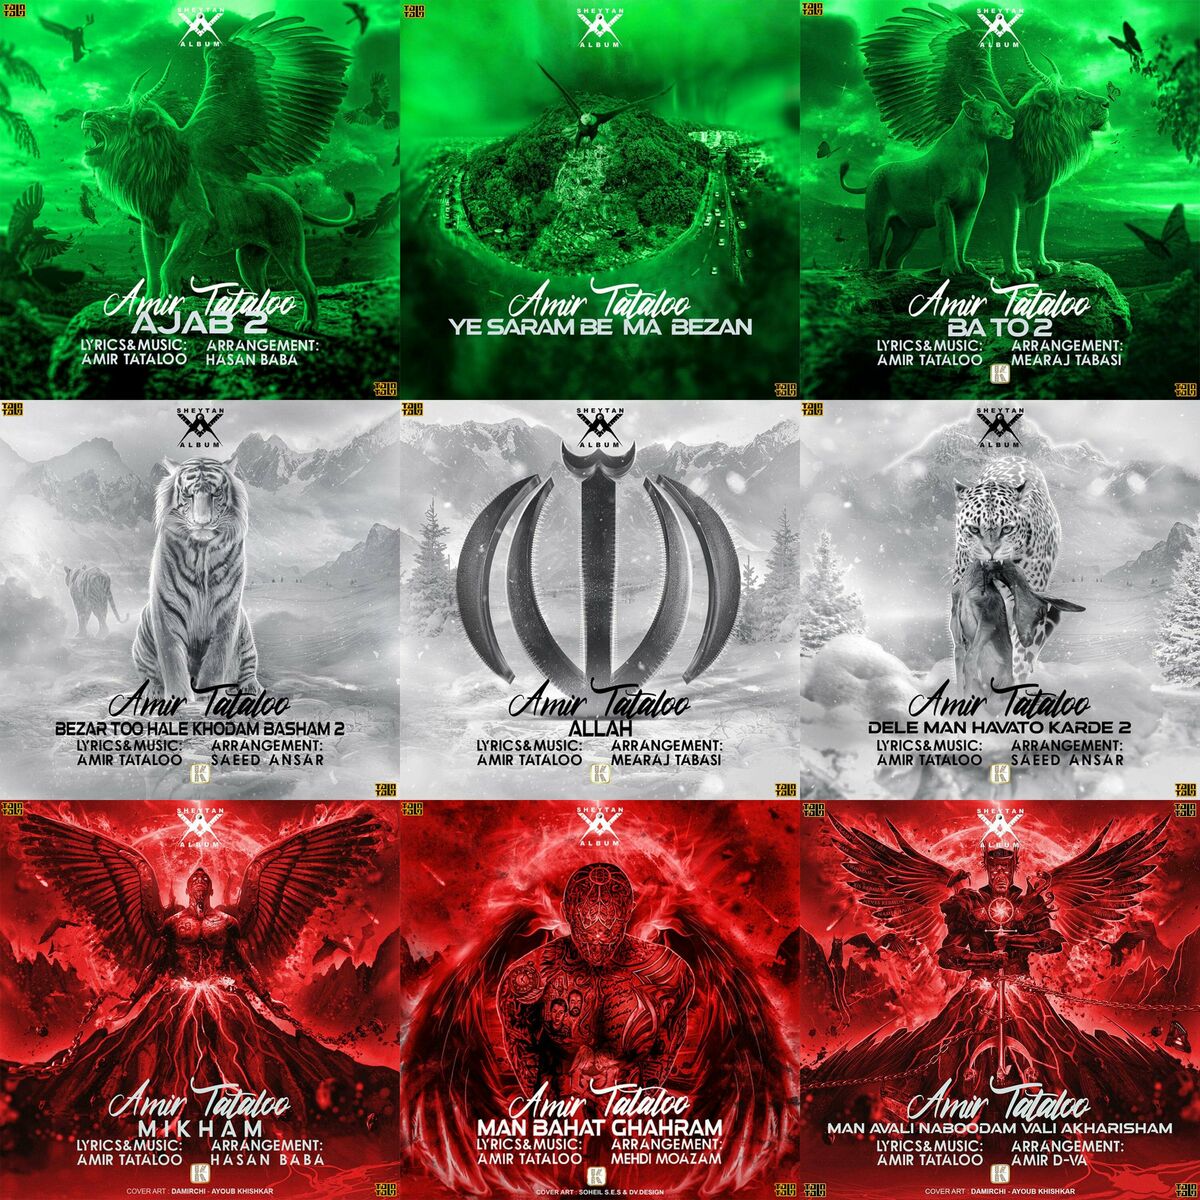 Tata
Talu
SHEYTAN
ALBUM
Amir Tataloo
AJAB 2
LYRICS&MUSIC: ARRANGEMENT:
AMIR TATALOO HASAN BABA
SHEYTAN
ALBUM
Amir Tataloo
YE SARAM BE MA BEZAN
SHEYTAN
ALBUM
Amir Tataloo
BA TO 2
LYRICS&MUSIC: ARRANGEMENT:
AMIR TATALOO MEARAJ TABASI
K
SHEYTAN
ALBUM
Amir Tataloo
BEZAR TOO HALE KHODAM BASHAM 2
LYRICS&MUSIC: ARRANGEMENT:
AMIR TATALOO SAEED ANSAR
K
SHEYTAN
ALBUM
Amir Tataloo
ALLAH
LYRICS&MUSIC: ARRANGEMENT:
AMIR TATALOO MEARAJ TABASI
K
SHEYTAN
ALBUM
Amir Tataloo
DELE MAN HAVATO KARDE 2
LYRICS&MUSIC: ARRANGEMENT:
AMIR TATALOO SAEED ANSAR
K
SHEYTAN
ALBUM
Amir Tataloo
MIKHAM
LYRICS&MUSIC: ARRANGEMENT:
AMIR TATALOO HASAN BABA
K
COVER ART : DAMIRCHI - AYOUB KHISHKAR
Amir Tataloo
MAN BAHAT GHAHRAM
LYRICS&MUSIC: ARRANGEMENT:
AMIR TATALOO MEHDI MOAZAM
K
COVER ART : SOHEIL S.E.S & DV.DESIGN
SHEYTAN
ALBUM
Amir Tataloo
MAN AVALI NABOODAM VALI AKHARISHAM
LYRICS&MUSIC: ARRANGEMENT:
AMIR TATALOO AMIR D-VA
K
COVER ART : DAMIRCHI - AYOUB KHISHKAR